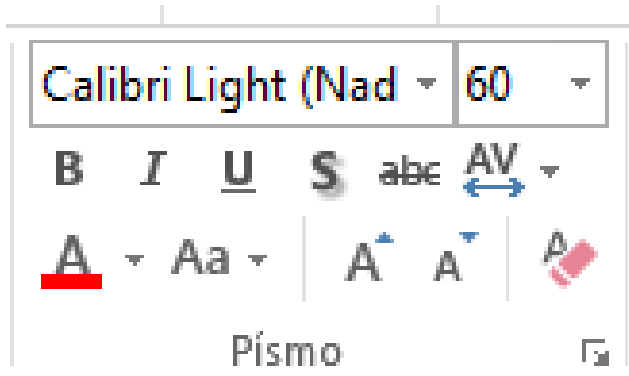 Calibri Light (Nad 60
B I U S abc AV
A Aa A A A
Písmo